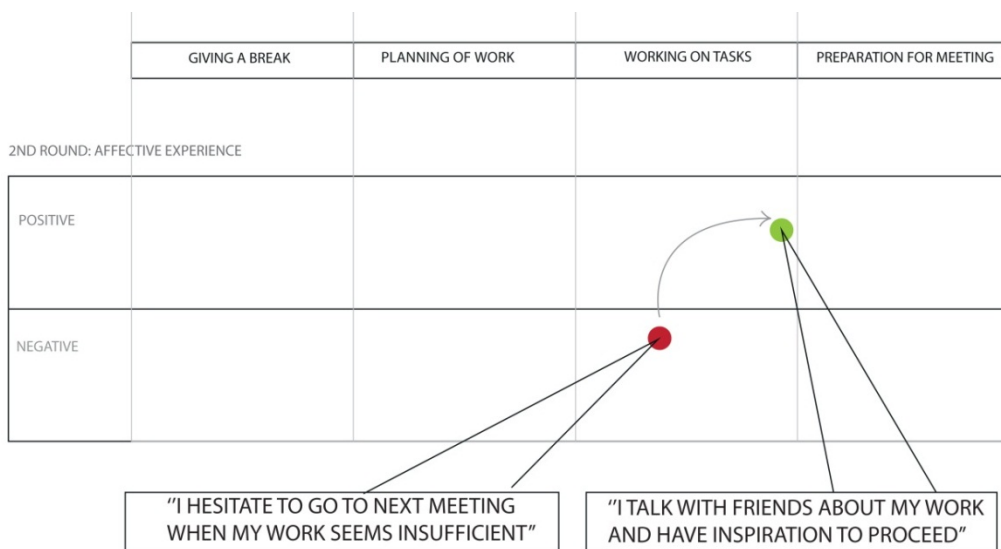 GIVING A BREAK
PLANNING OF WORK
WORKING ON TASKS
PREPARATION FOR MEETING
2ND ROUND: AFFECTIVE EXPERIENCE
POSITIVE
NEGATIVE
“I HESITATE TO GO TO NEXT MEETING
WHEN MY WORK SEEMS INSUFFICIENT”
“I TALK WITH FRIENDS ABOUT MY WORK
AND HAVE INSPIRATION TO PROCEED”